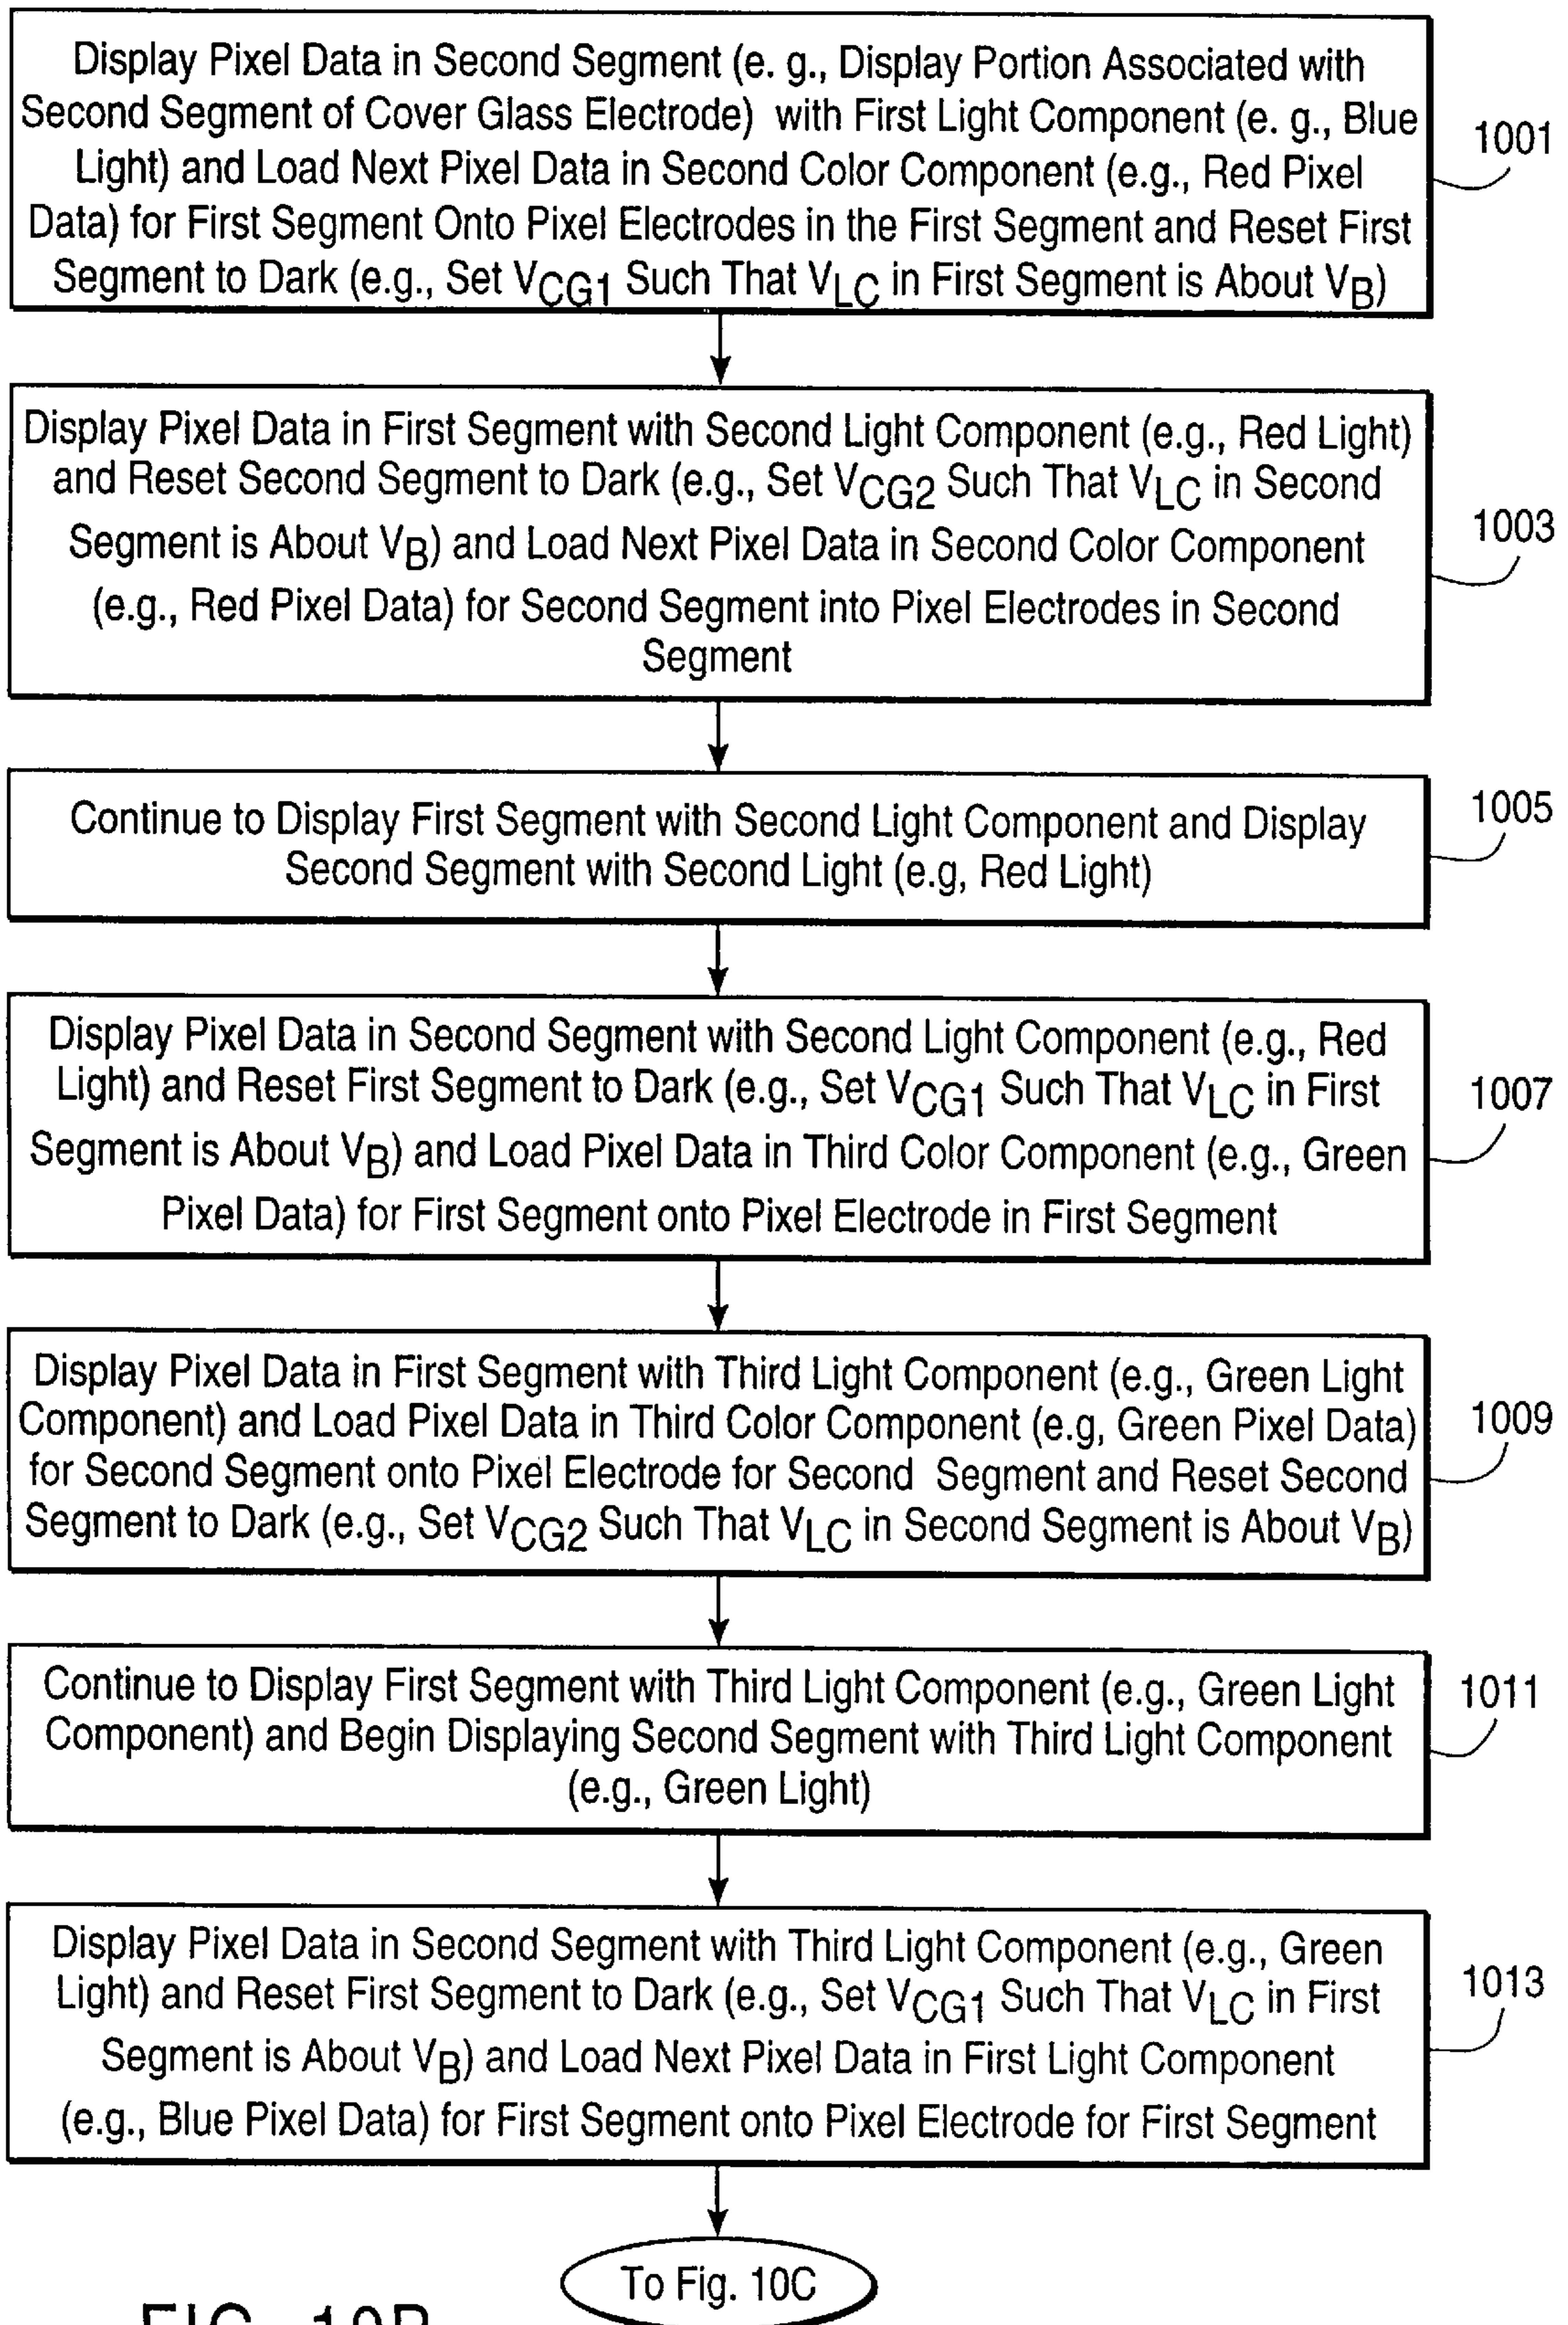 Display Pixel Data in Second Segment (e. g., Display Portion Associated with
Second Segment of Cover Glass Electrode) with First Light Component (e. g., Blue
Light) and Load Next Pixel Data in Second Color Component (e.g., Red Pixel
Data) for First Segment Onto Pixel Electrodes in the First Segment and Reset First
Segment to Dark (e.g., Set VCG1 Such That VLC in First Segment is About VB)
1001
Display Pixel Data in First Segment with Second Light Component (e.g., Red Light)
and Reset Second Segment to Dark (e.g., Set VCG2 Such That VLC in Second
Segment is About VB) and Load Next Pixel Data in Second Color Component
(e.g., Red Pixel Data) for Second Segment into Pixel Electrodes in Second
Segment
1003
Continue to Display First Segment with Second Light Component and Display
Second Segment with Second Light (e.g, Red Light)
1005
Display Pixel Data in Second Segment with Second Light Component (e.g., Red
Light) and Reset First Segment to Dark (e.g., Set VCG1 Such That VLC in First
Segment is About VB) and Load Pixel Data in Third Color Component (e.g., Green
Pixel Data) for First Segment onto Pixel Electrode in First Segment
1007
Display Pixel Data in First Segment with Third Light Component (e.g., Green Light
Component) and Load Pixel Data in Third Color Component (e.g, Green Pixel Data)
for Second Segment onto Pixel Electrode for Second Segment and Reset Second
Segment to Dark (e.g., Set VCG2 Such That VLC in Second Segment is About VB)
1009
Continue to Display First Segment with Third Light Component (e.g., Green Light
Component) and Begin Displaying Second Segment with Third Light Component
(e.g., Green Light)
1011
Display Pixel Data in Second Segment with Third Light Component (e.g., Green
Light) and Reset First Segment to Dark (e.g., Set VCG1 Such That VLC in First
Segment is About VB) and Load Next Pixel Data in First Light Component
(e.g., Blue Pixel Data) for First Segment onto Pixel Electrode for First Segment
1013
To Fig. 10C
FIG. 10B